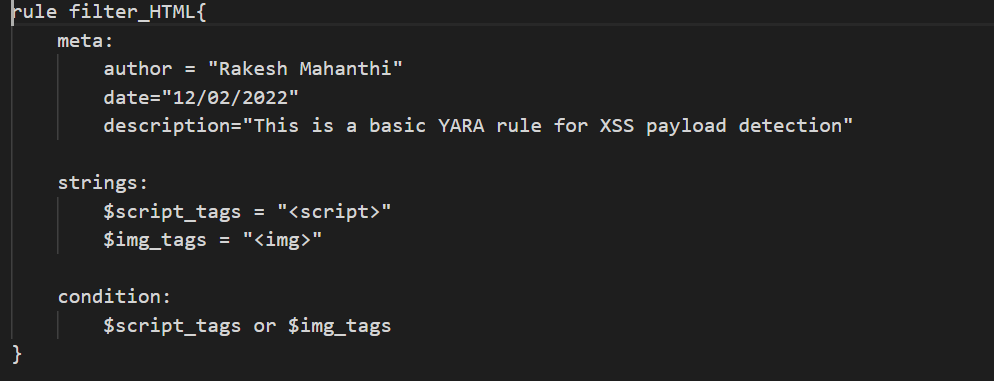 rule filter_HTML{
meta:
author = "Rakesh Mahanthi"
date="12/02/2022"
description="This is a basic YARA rule for XSS payload detection"
strings:
$script_tags = "<script>"
$img_tags = "<img>"
condition:
$script_tags or $img_tags
}